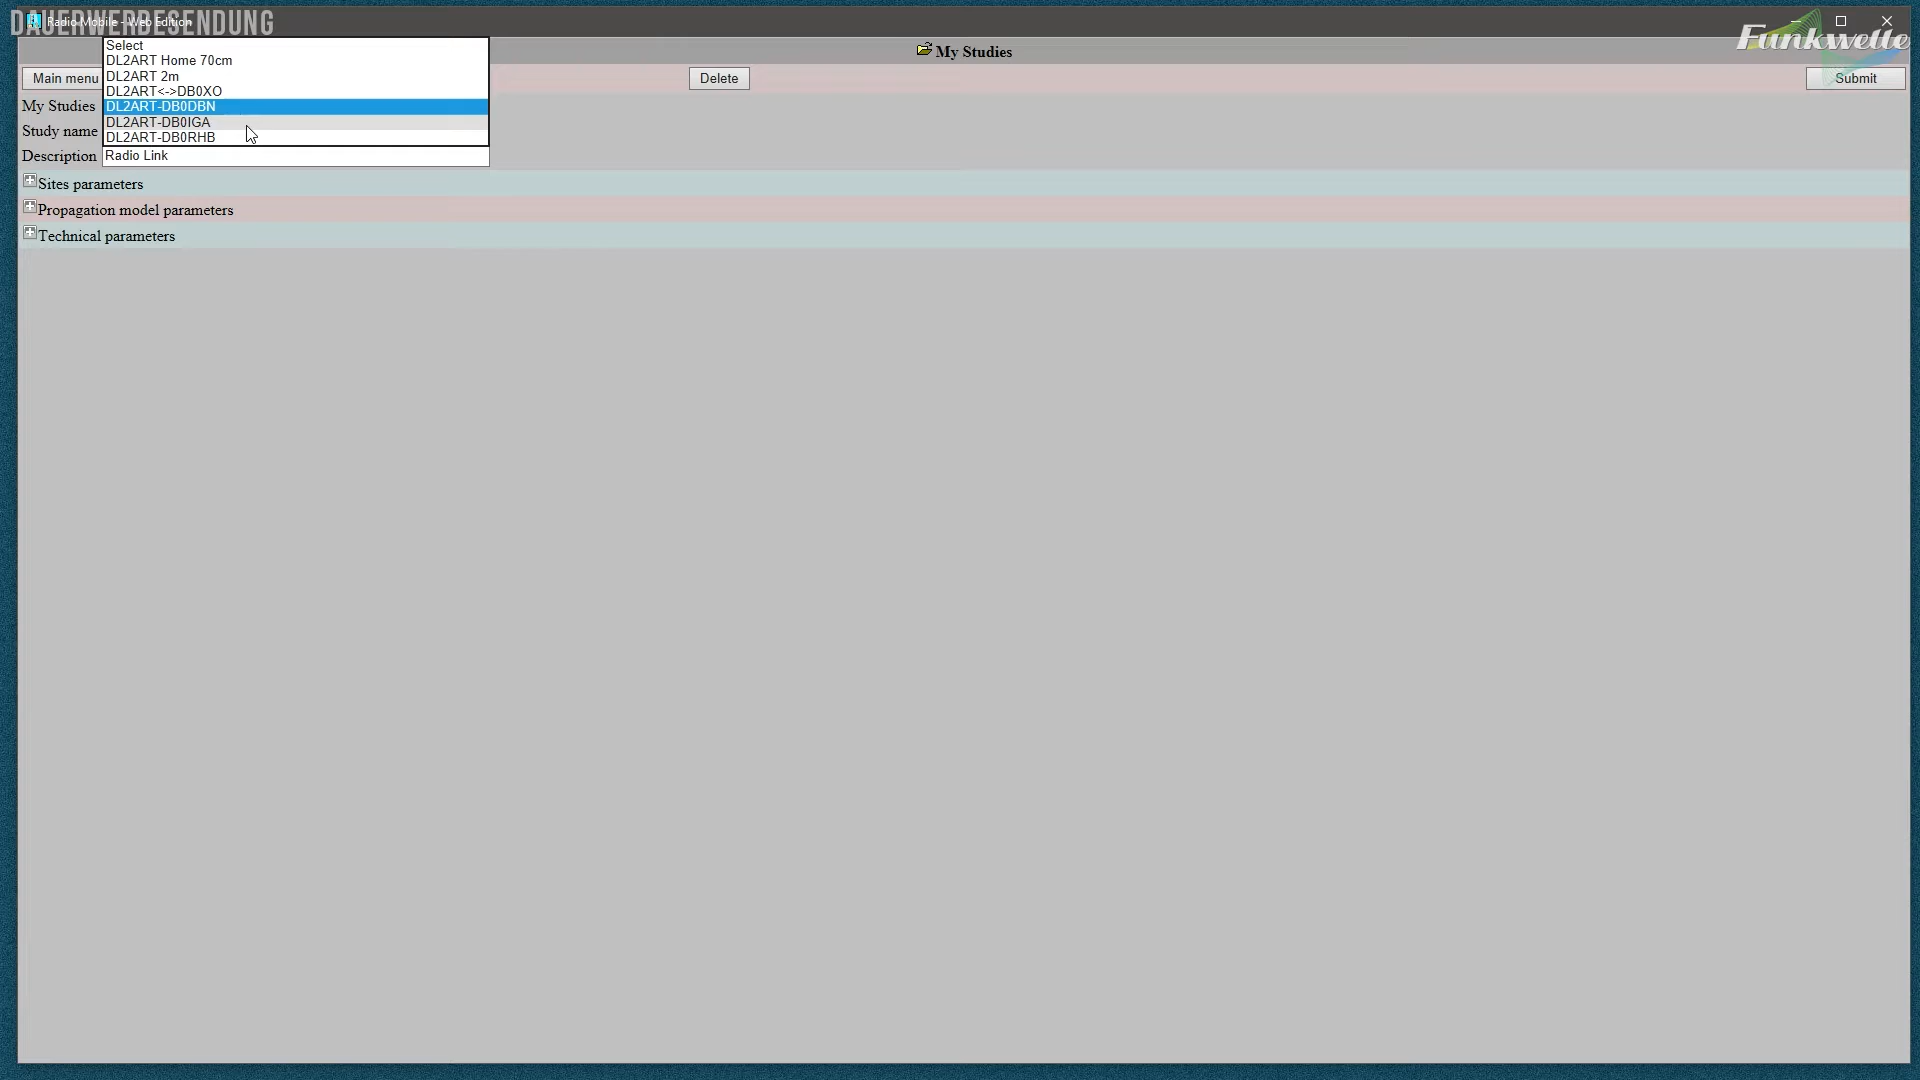 DAUERWERBESENDUNG
Radio Mobile - Web Edition
Funkwelle
Select
DL2ART Home 70cm
DL2ART 2m
DL2ART<->DB0XO
DL2ART-DB0DBN
DL2ART-DB0IGA
DL2ART-DB0RHB
My Studies
Main menu
Delete
Submit
My Studies
Study name
Description
Radio Link
Sites parameters
Propagation model parameters
Technical parameters